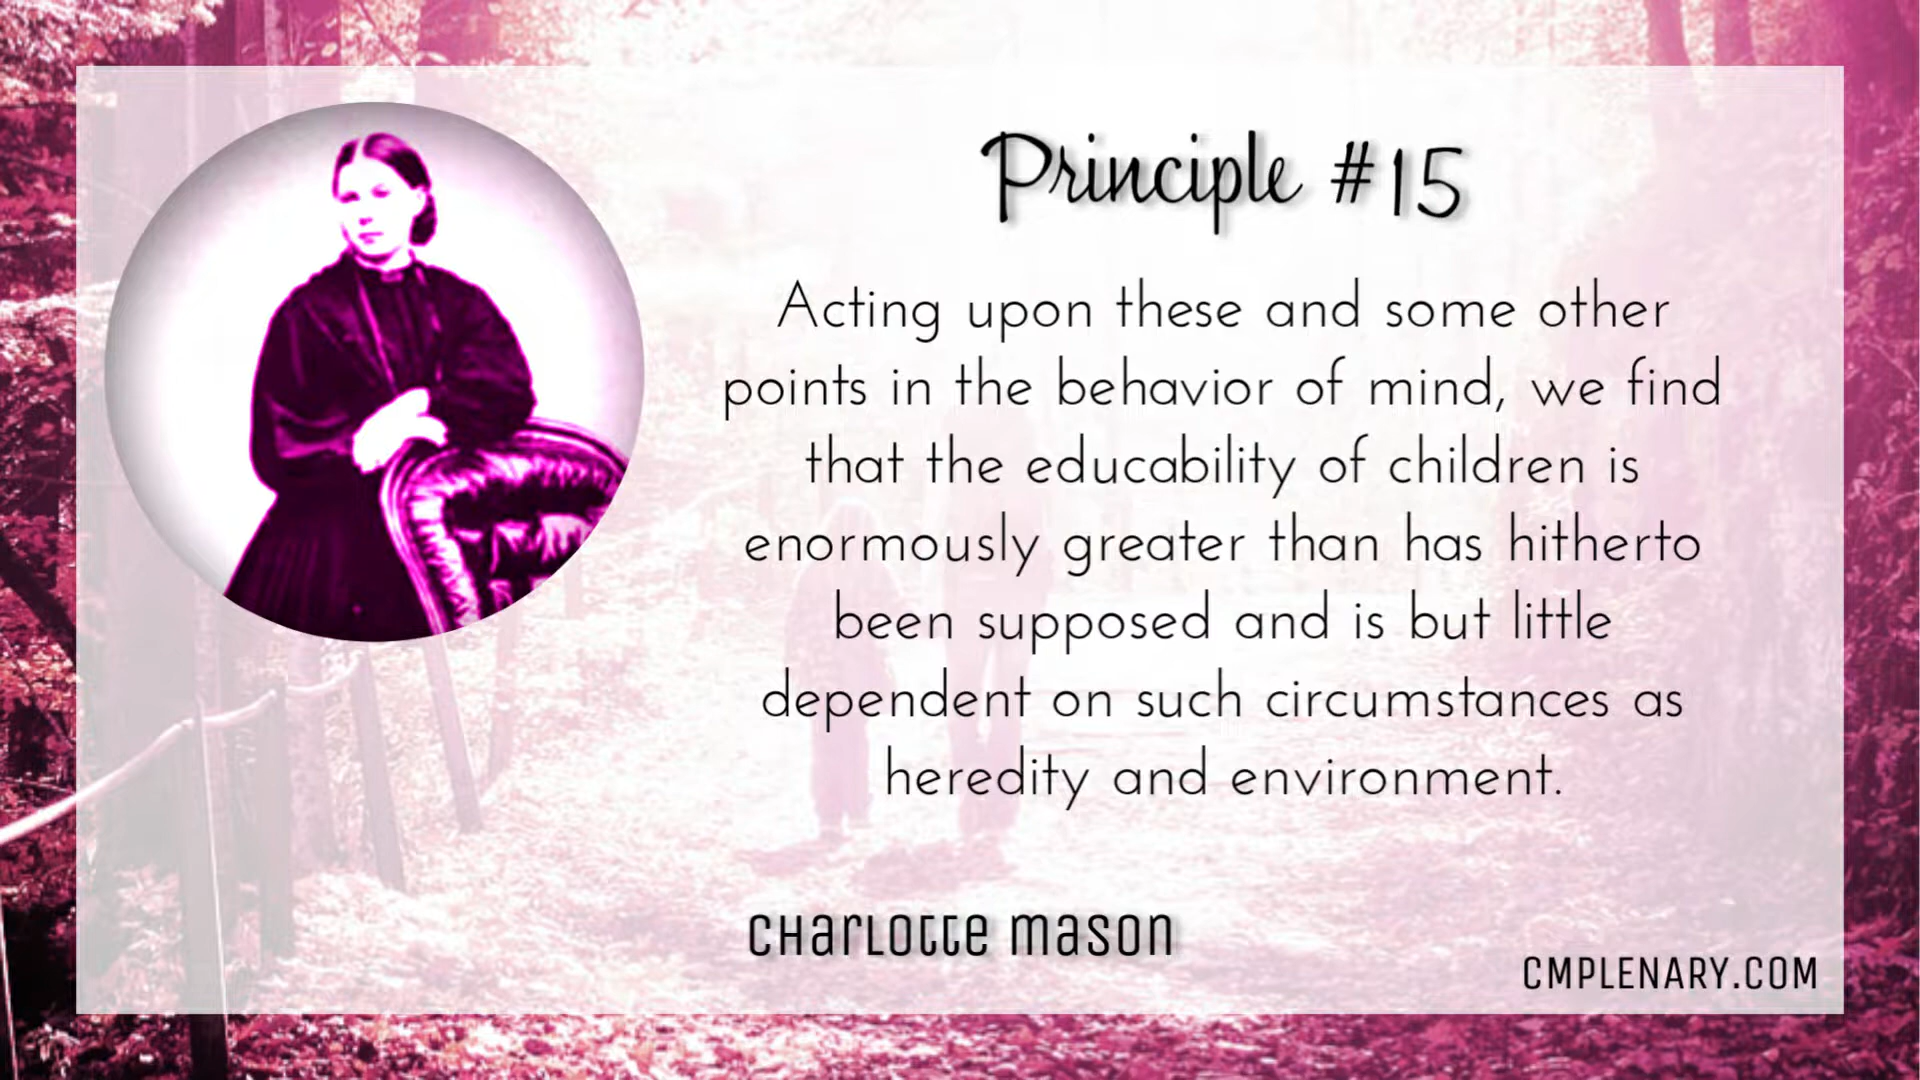 Principle #15
Acting upon these and some other
points in the behavior of mind, we find
that the educability of children is
enormously greater than has hitherto
been supposed and is but little
dependent on such circumstances as
heredity and environment.
CHarLOTTe mason
CMPLENARY.COM